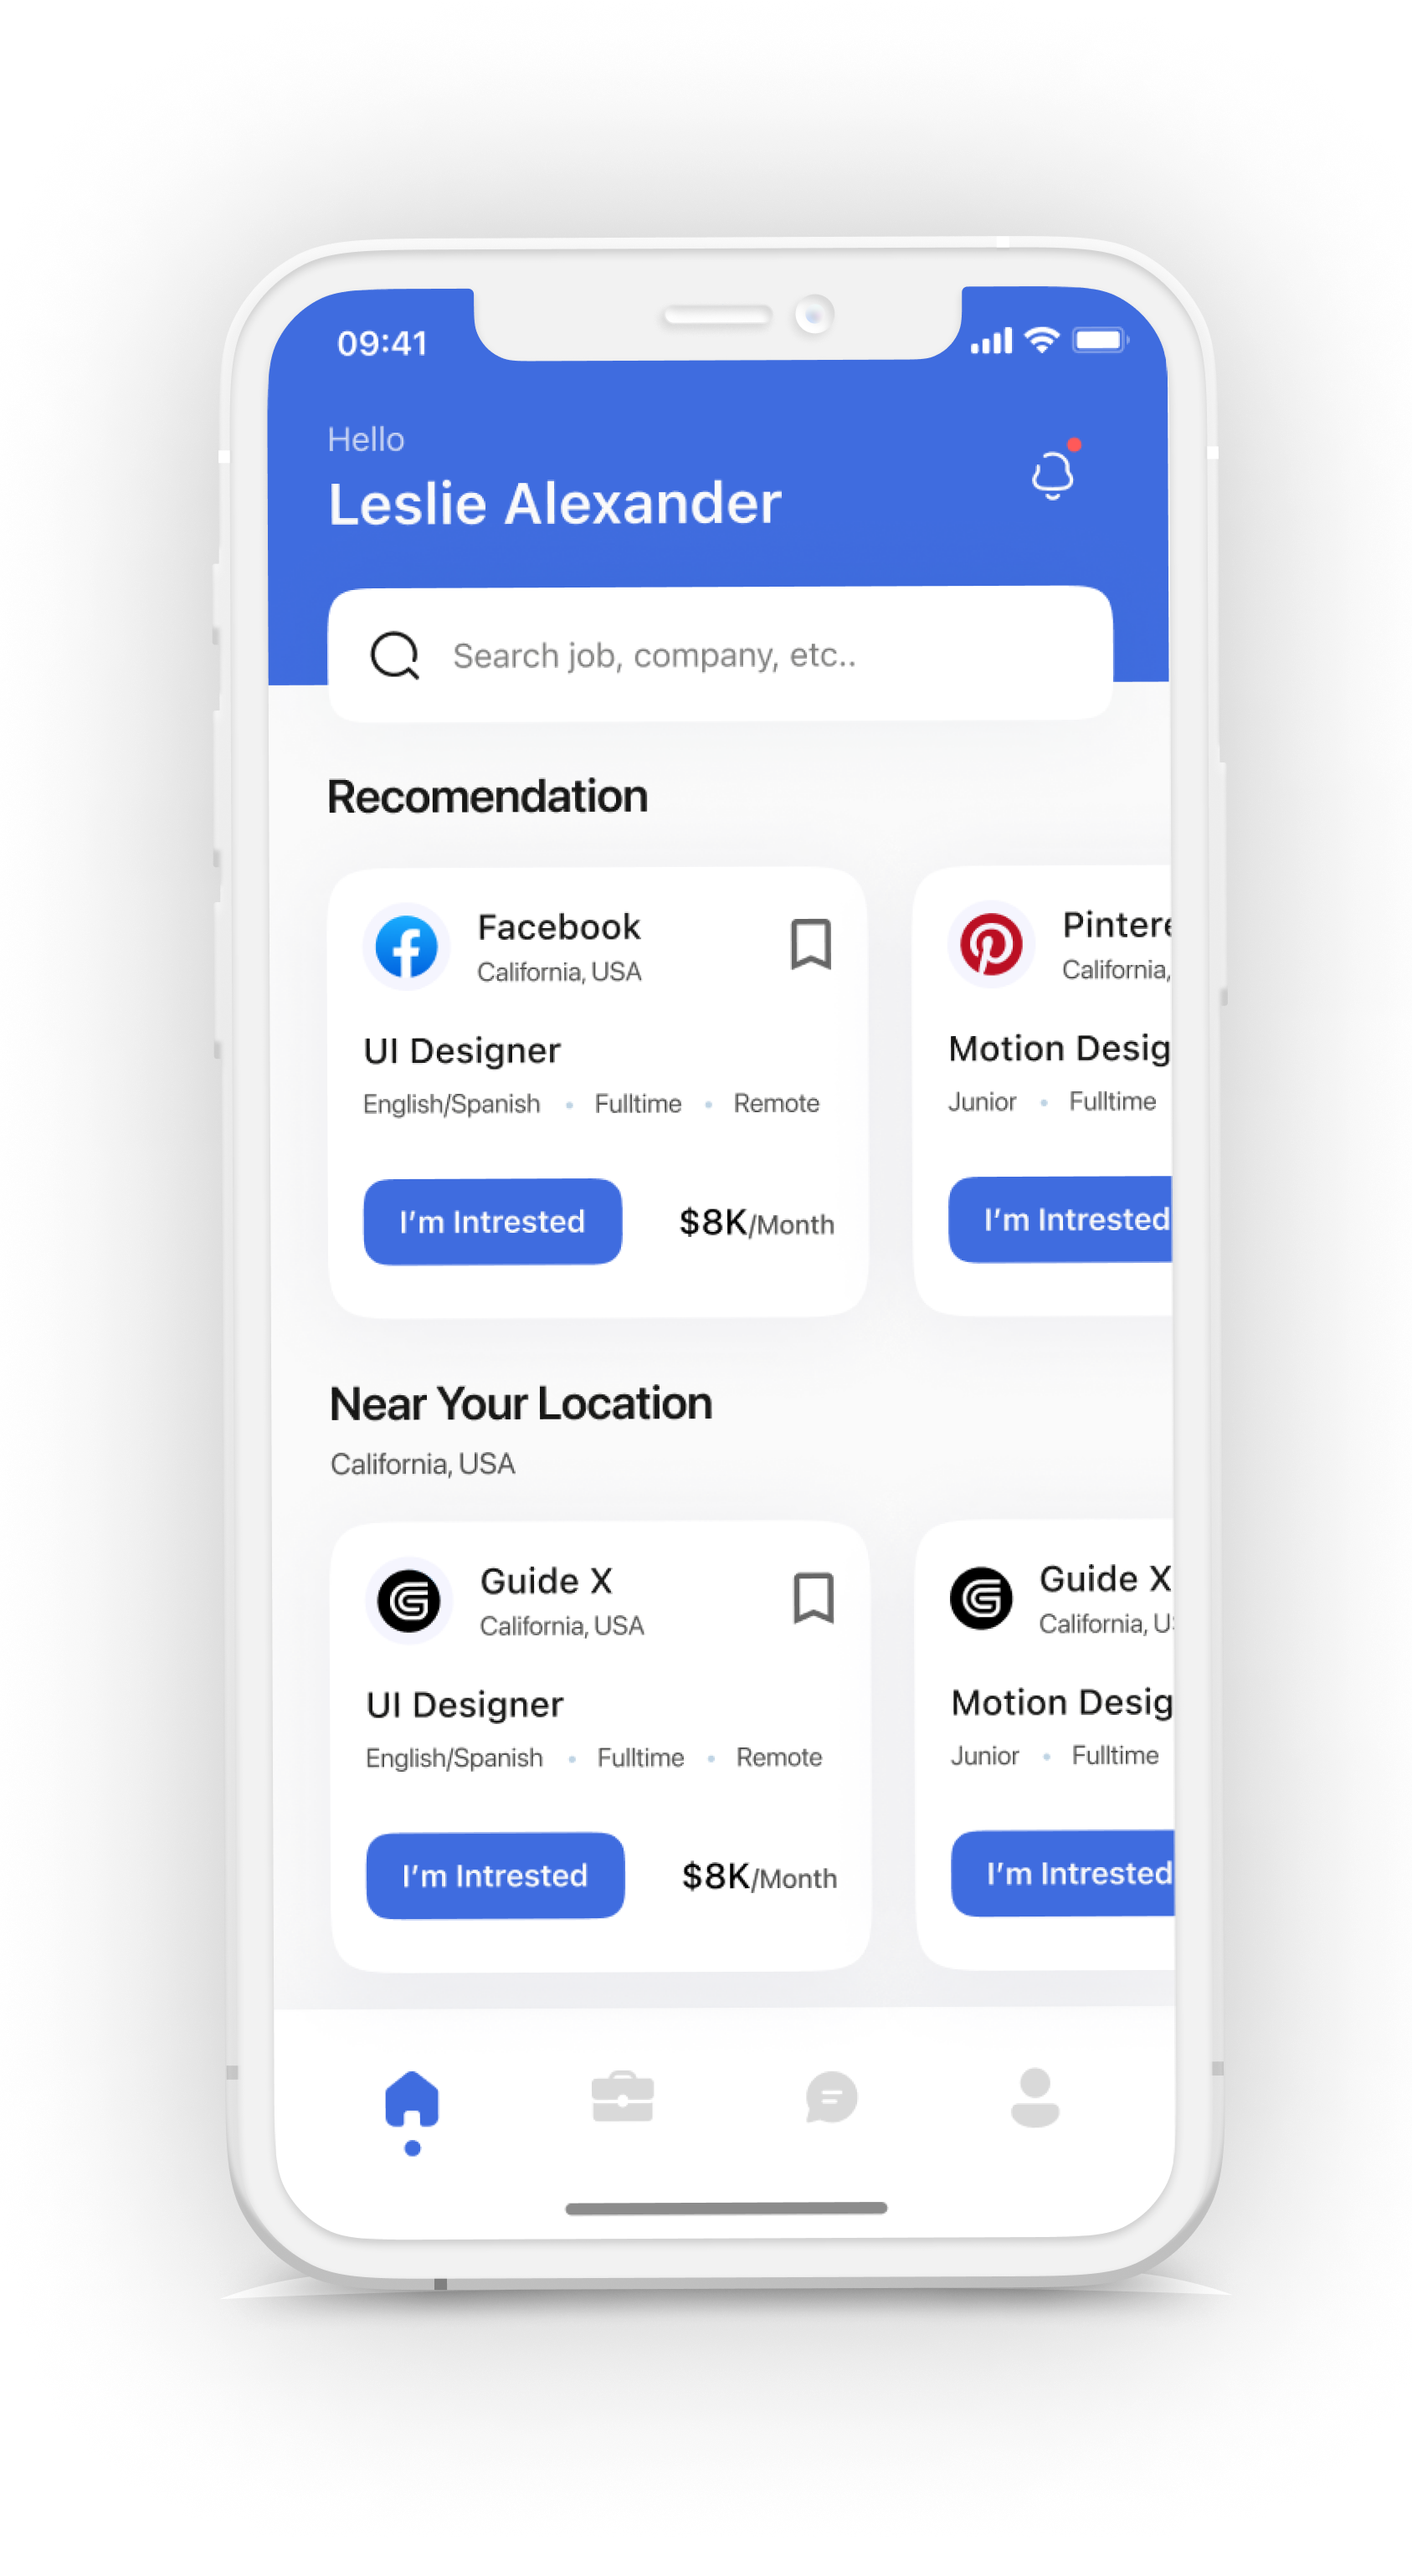 09:41
Hello
Leslie Alexander
Search job, company, etc..
Recomendation
Facebook
California, USA
UI Designer
English/Spanish • Fulltime • Remote
I’m Intrested
$8K/Month
Pintere
California,
Motion Desig
Junior • Fulltime
I’m Intrested
Near Your Location
California, USA
Guide X
California, USA
UI Designer
English/Spanish • Fulltime • Remote
I’m Intrested
$8K/Month
Guide X
California, U
Motion Desig
Junior • Fulltime
I’m Intrested